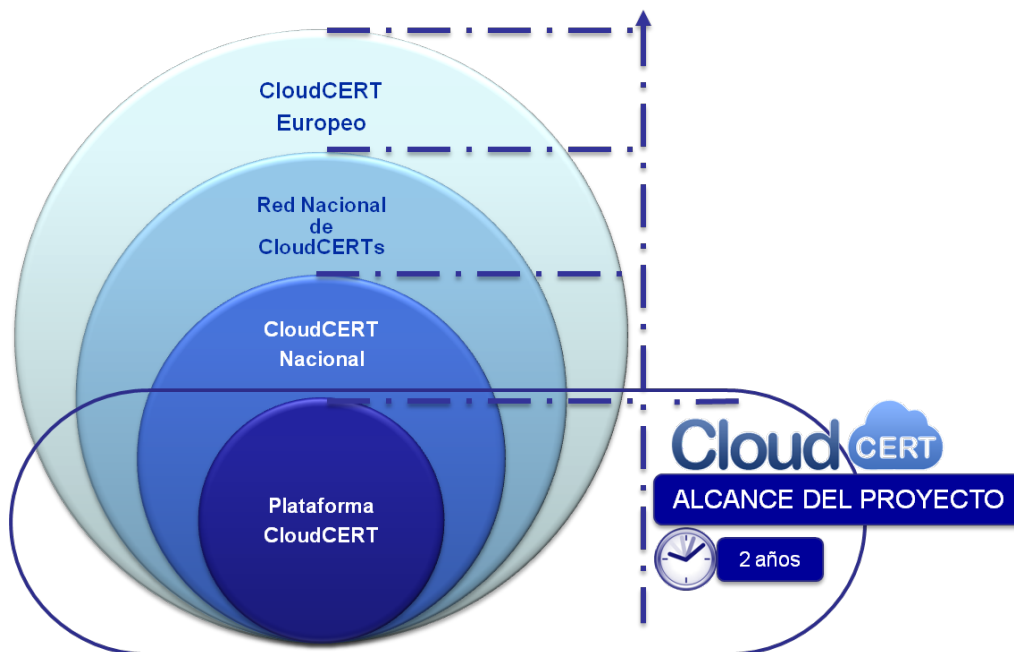 CloudCERT
Europeo
Red Nacional
de
CloudCERTs
CloudCERT
Nacional
Plataforma
CloudCERT
Cloud CERT
ALCANCE DEL PROYECTO
2 años